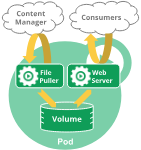 Content
Manager
Consumers
File
Puller
Web
Server
Volume
Pod